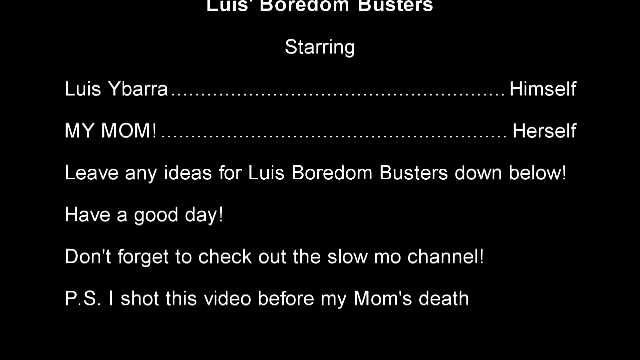 Luis' Boredom Busters
Starring
Luis Ybarra........................................................ Himself
MY MOM!.......................................................... Herself
Leave any ideas for Luis Boredom Busters down below!
Have a good day!
Don't forget to check out the slow mo channel!
P.S. I shot this video before my Mom's death